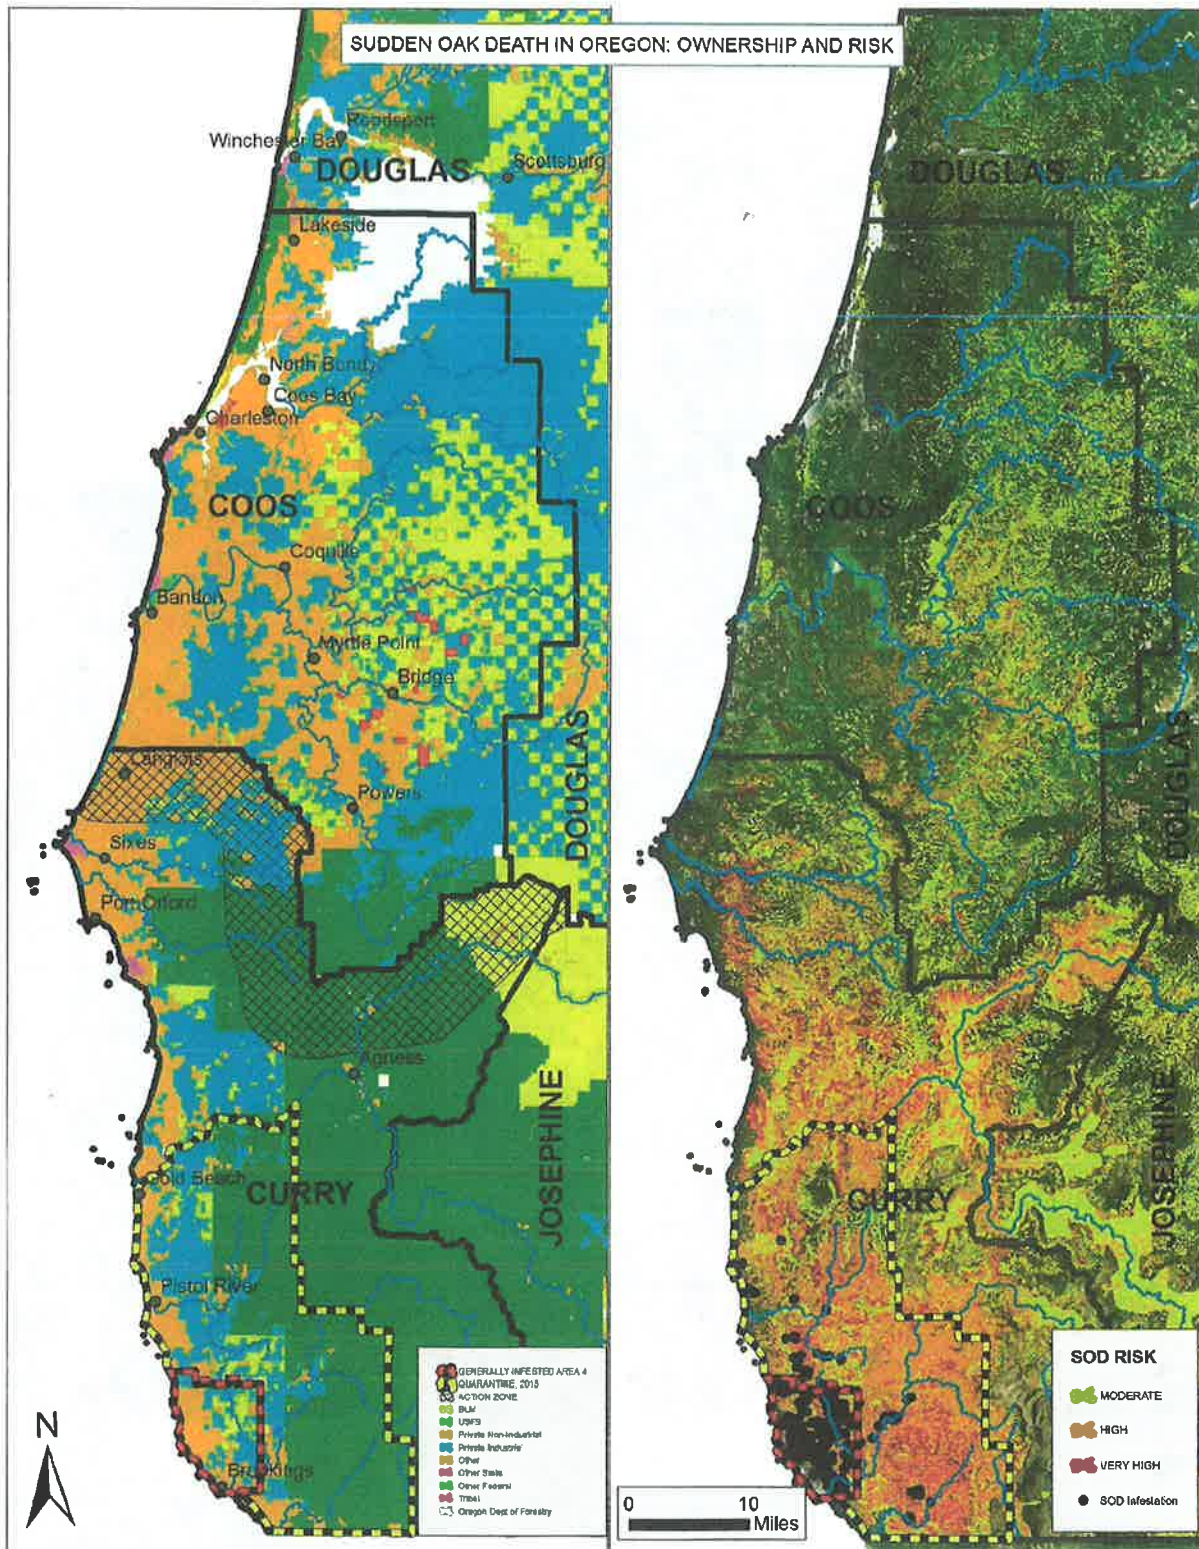 SUDDEN OAK DEATH IN OREGON: OWNERSHIP AND RISK
Reedsport
Winchester Bay
DOUGLAS
Scottsburg
Lakeside
North Bend
Coos Bay
Charleston
COOS
Coquille
Bandon
Myrtle Point
Bridge
Langlois
Powers
DOUGLAS
Sixes
Port Orford
Agness
JOSEPHINE
Gold Beach
CURRY
Pistol River
Brookings
N
GENERALLY INFESTED AREA 4
QUARANTINE, 2015
ACTION ZONE
BLM
USFS
Private Non-Industrial
Private Industrial
Other
Other State
Other Federal
Tribal
Oregon Dept of Forestry
DOUGLAS
COOS
DOUGLAS
JOSEPHINE
CURRY
SOD RISK
MODERATE
HIGH
VERY HIGH
SOD Infestation
0 10
Miles